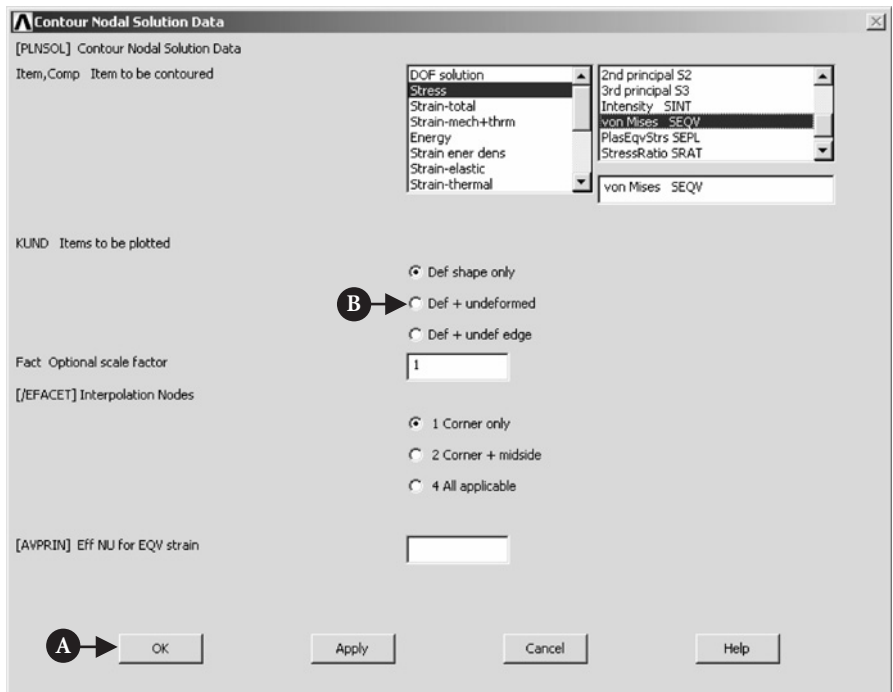 Contour Nodal Solution Data
[PLNSOL] Contour Nodal Solution Data
Item,Comp Item to be contoured
DOF solution
Stress
Strain-total
Strain-mech+thrm
Energy
Strain ener dens
Strain-elastic
Strain-thermal
2nd principal S2
3rd principal S3
Intensity SINT
von Mises SEQV
PlasEqvStrs SEPL
StressRatio SRAT
von Mises SEQV
KUND Items to be plotted
Def shape only
B
Def + undeformed
Def + undef edge
Fact Optional scale factor
1
[/EFACET] Interpolation Nodes
1 Corner only
2 Corner + midside
4 All applicable
[AVPRIN] Eff NU for EQV strain
A
OK
Apply
Cancel
Help